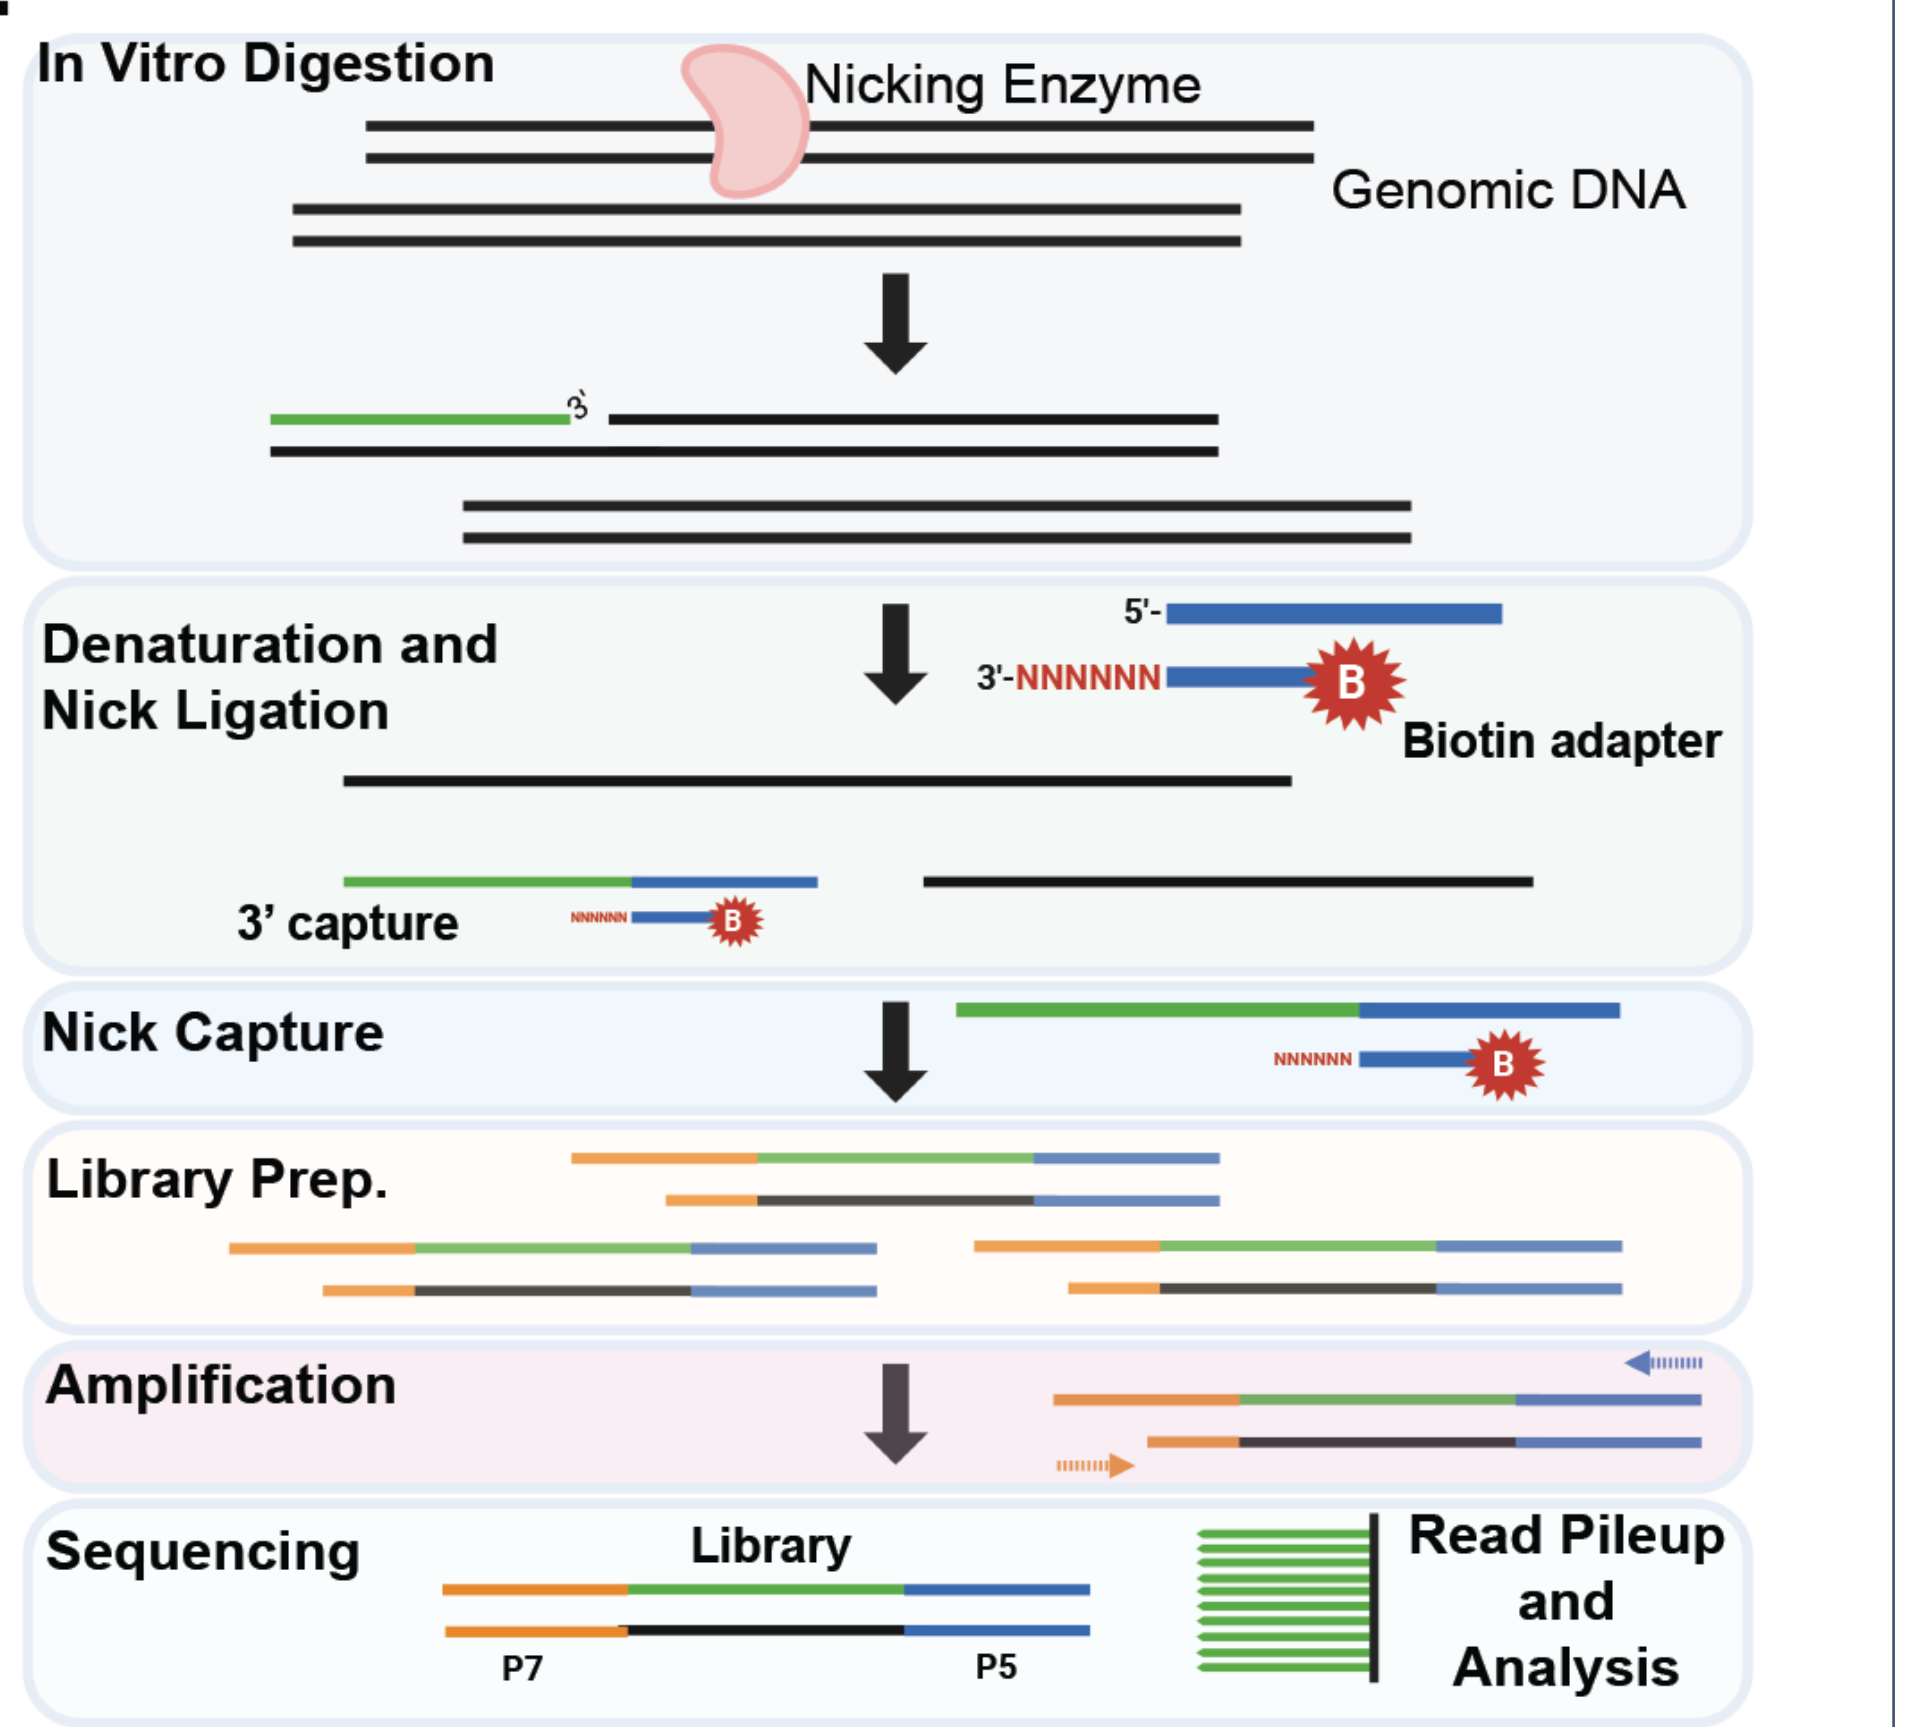 In Vitro Digestion
Nicking Enzyme
Genomic DNA
3'
Denaturation and
Nick Ligation
5'-
3'-NNNNNN
B
Biotin adapter
3’ capture
NNNNNN
B
Nick Capture
NNNNNN
B
Library Prep.
Amplification
Sequencing
Library
P7
P5
Read Pileup
and
Analysis